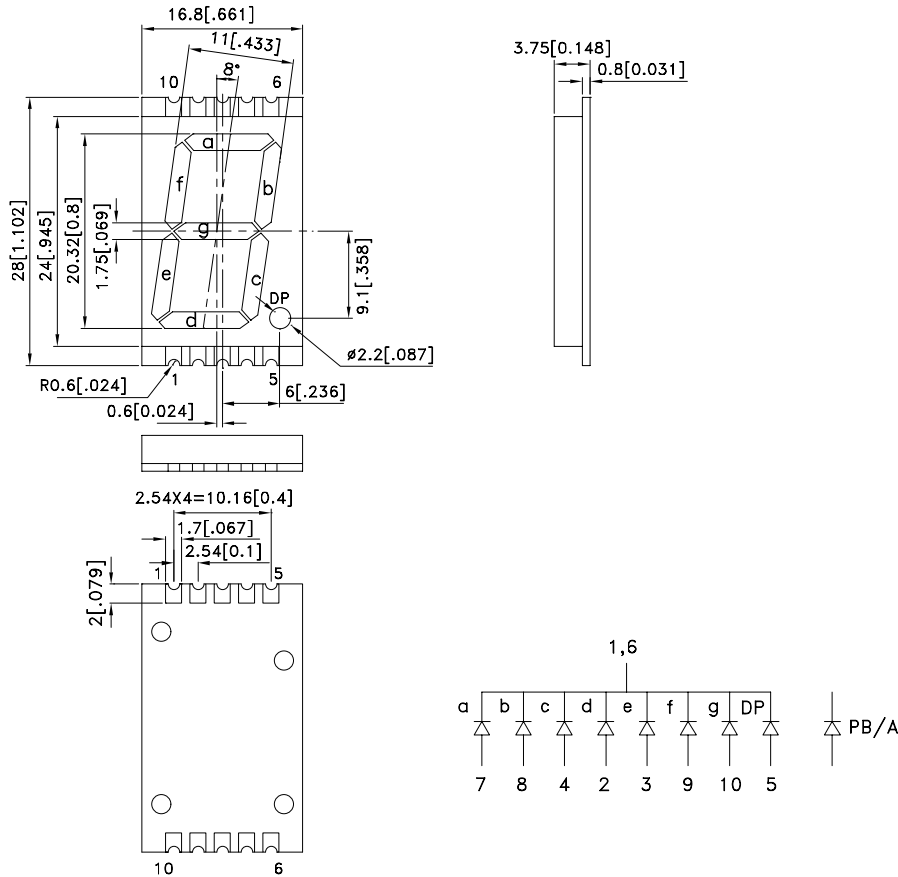 16.8[.661]
11[.433]
8°
10
6
3.75[0.148]
0.8[0.031]
28[1.102]
24[.945]
20.32[0.8]
1.75[.069]
a
f
b
g
e
c
d
DP
9.1[.358]
ø2.2[.087]
R0.6[.024]
1
5
6[.236]
0.6[0.024]
2.54X4=10.16[0.4]
1.7[.067]
2.54[0.1]
1
5
2[.079]
10
6
1,6
a b c d e f g DP
PB/A
7 8 4 2 3 9 10 5